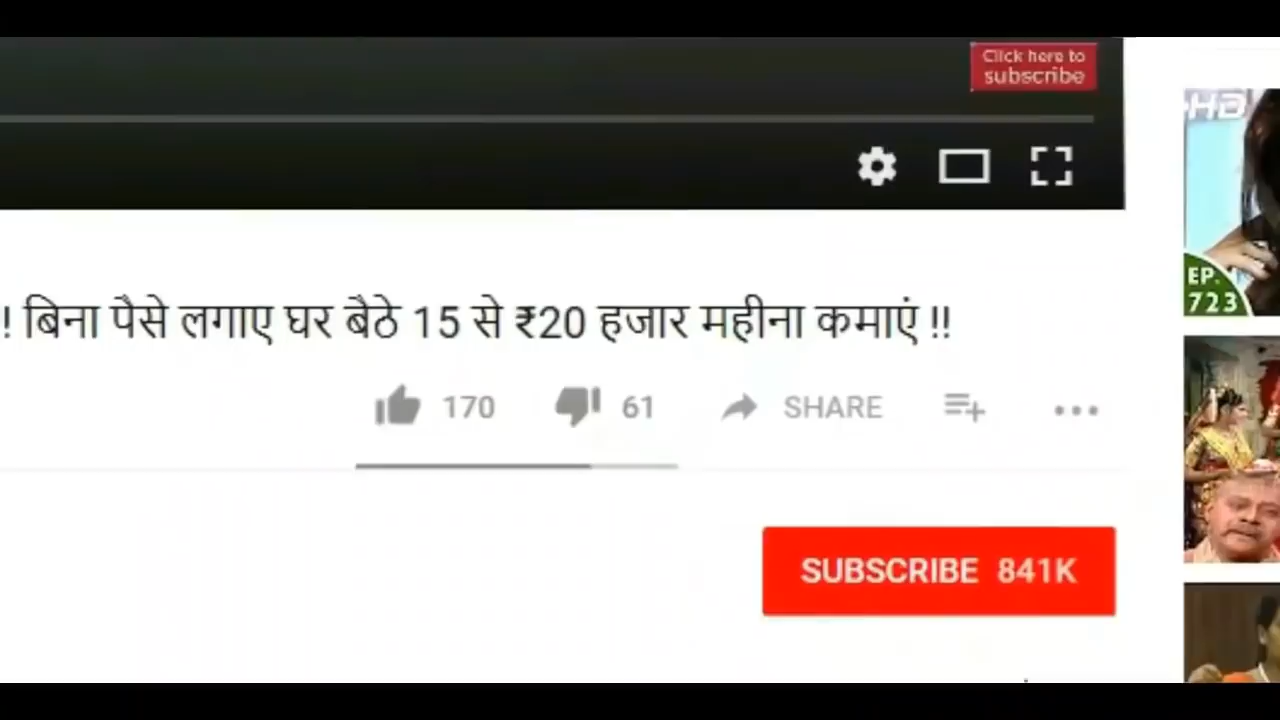 Click here to
subscribe
HD
EP.
723
! बिना पैसे लगाए घर बैठे 15 से ₹20 हजार महीना कमाएं !!
170 61 SHARE
SUBSCRIBE 841K